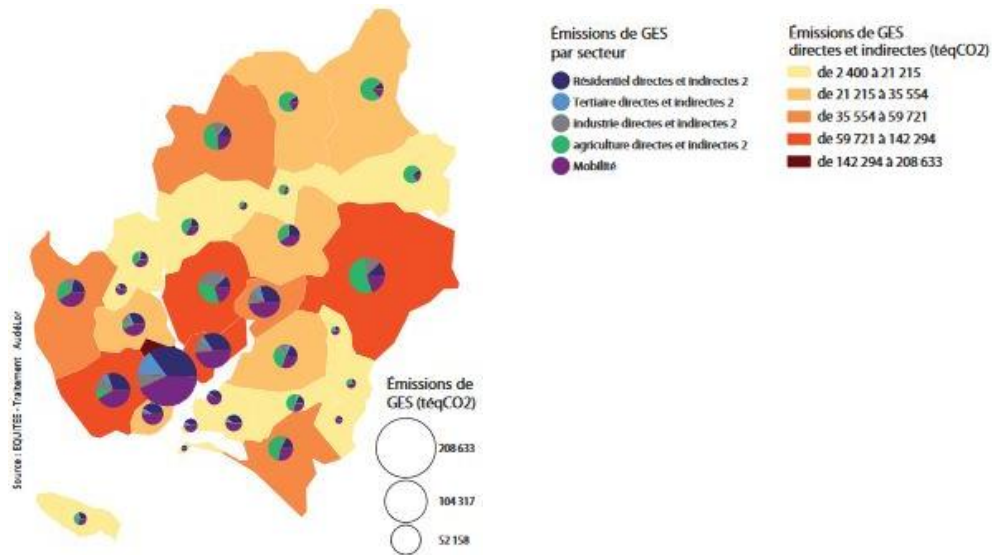 Émissions de GES
par secteur
Résidentiel directes et indirectes 2
Tertiaire directes et indirectes 2
industrie directes et indirectes 2
agriculture directes et indirectes 2
Mobilité
Émissions de GES
directes et indirectes (téqCO2)
de 2 400 à 21 215
de 21 215 à 35 554
de 35 554 à 59 721
de 59 721 à 142 294
de 142 294 à 208 633
Émissions de
GES (téqCO2)
208 633
104 317
52 158
Source : EQUITEE - Traitement AudéLor